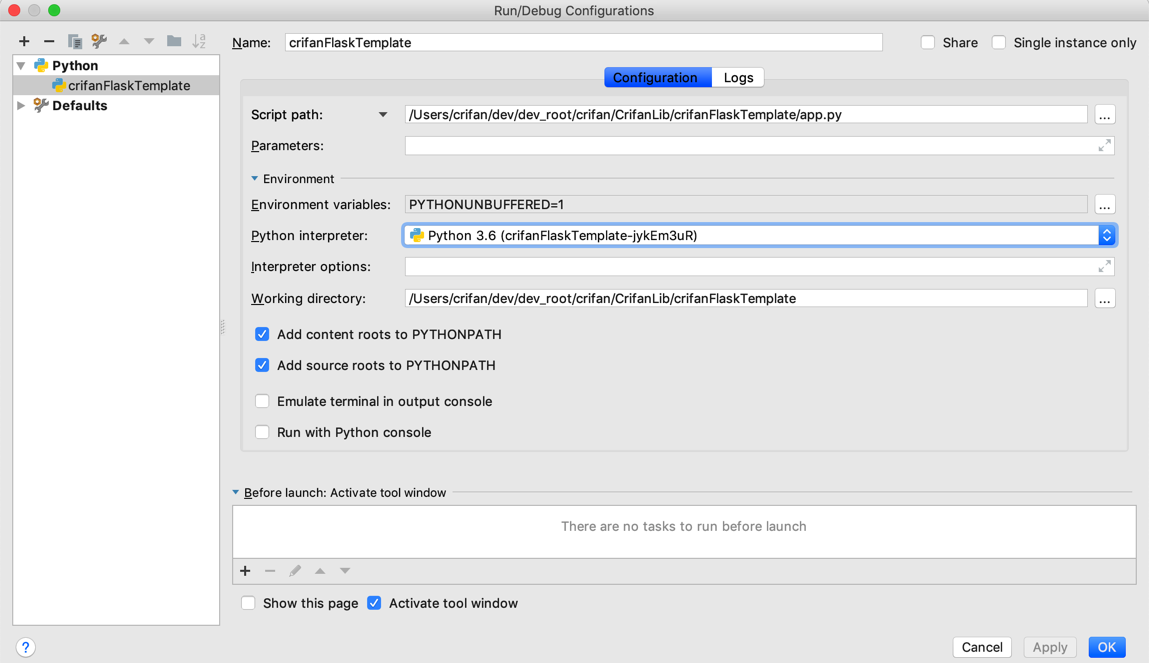 Run/Debug Configurations
Name: crifanFlaskTemplate Share Single instance only
Python
crifanFlaskTemplate
Defaults
Configuration Logs
Script path: /Users/crifan/dev/dev_root/crifan/CrifanLib/crifanFlaskTemplate/app.py ...
Parameters:
Environment
Environment variables: PYTHONUNBUFFERED=1 ...
Python interpreter: Python 3.6 (crifanFlaskTemplate-jykEm3uR)
Interpreter options:
Working directory: /Users/crifan/dev/dev_root/crifan/CrifanLib/crifanFlaskTemplate ...
Add content roots to PYTHONPATH
Add source roots to PYTHONPATH
Emulate terminal in output console
Run with Python console
Before launch: Activate tool window
There are no tasks to run before launch
Show this page Activate tool window
? Cancel Apply OK